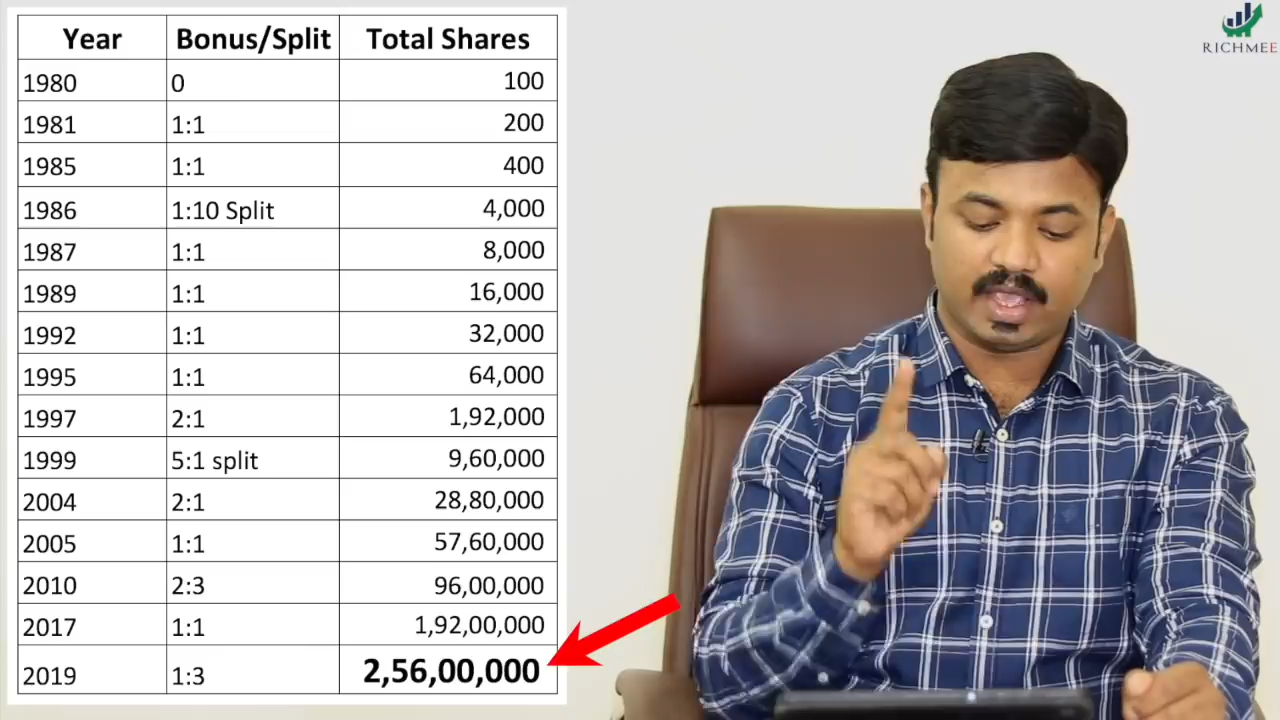 Year Bonus/Split Total Shares
1980 0 100
1981 1:1 200
1985 1:1 400
1986 1:10 Split 4,000
1987 1:1 8,000
1989 1:1 16,000
1992 1:1 32,000
1995 1:1 64,000
1997 2:1 1,92,000
1999 5:1 split 9,60,000
2004 2:1 28,80,000
2005 1:1 57,60,000
2010 2:3 96,00,000
2017 1:1 1,92,00,000
2019 1:3 2,56,00,000
RICHMEE